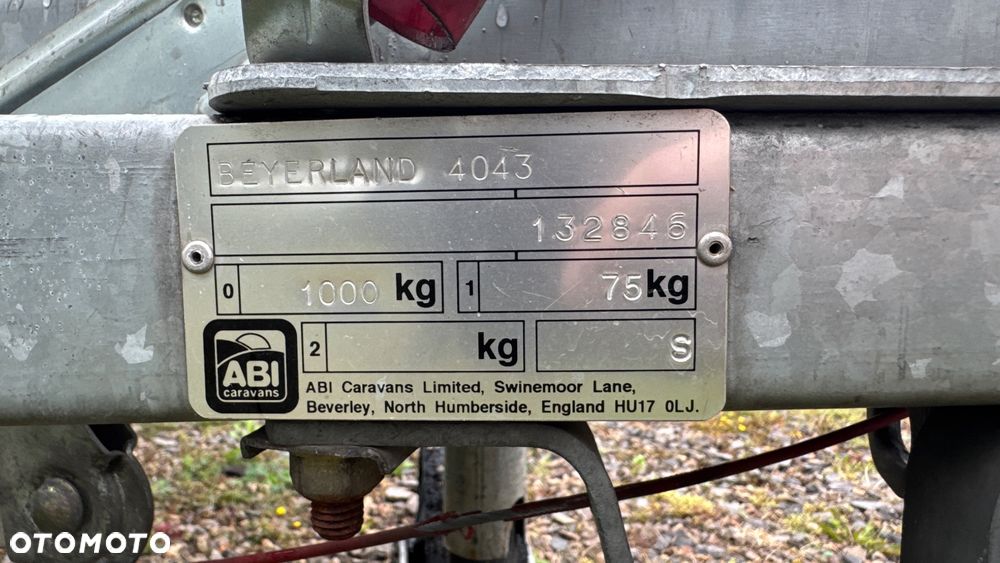 BEYERLAND 4043
132846
0 1000 kg 1 75 kg
2 kg S
ABI
caravans
ABI Caravans Limited, Swinemoor Lane,
Beverley, North Humberside, England HU17 0LJ.
OTOMOTO